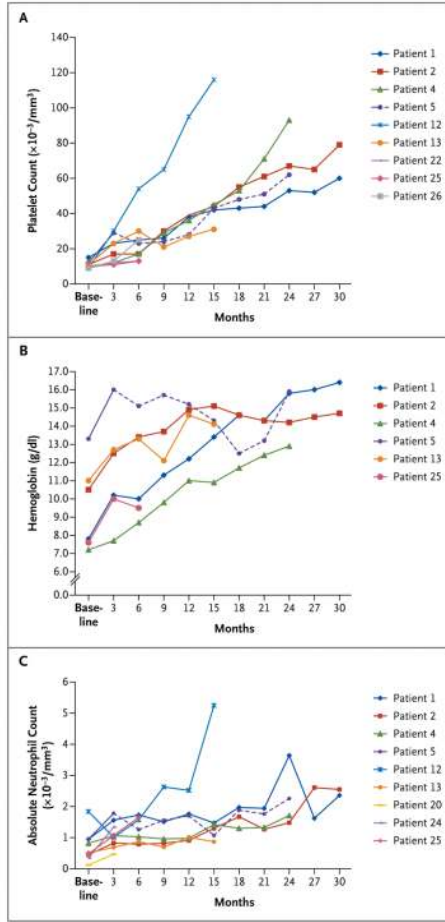 A
140
120
100
80
60
40
20
0
Platelet Count (×10⁻³/mm³)
Base-
line
3 6 9 12 15 18 21 24 27 30
Months
Patient 1
Patient 2
Patient 4
Patient 5
Patient 12
Patient 13
Patient 22
Patient 25
Patient 26
B
17.0
16.0
15.0
14.0
13.0
12.0
11.0
10.0
9.0
8.0
7.0
6.0
0.0
Hemoglobin (g/dl)
Base-
line
3 6 9 12 15 18 21 24 27 30
Months
Patient 1
Patient 2
Patient 4
Patient 5
Patient 13
Patient 25
C
6
5
4
3
2
1
0
Absolute Neutrophil Count
(×10⁻³/mm³)
Base-
line
3 6 9 12 15 18 21 24 27 30
Months
Patient 1
Patient 2
Patient 4
Patient 5
Patient 12
Patient 13
Patient 20
Patient 24
Patient 25